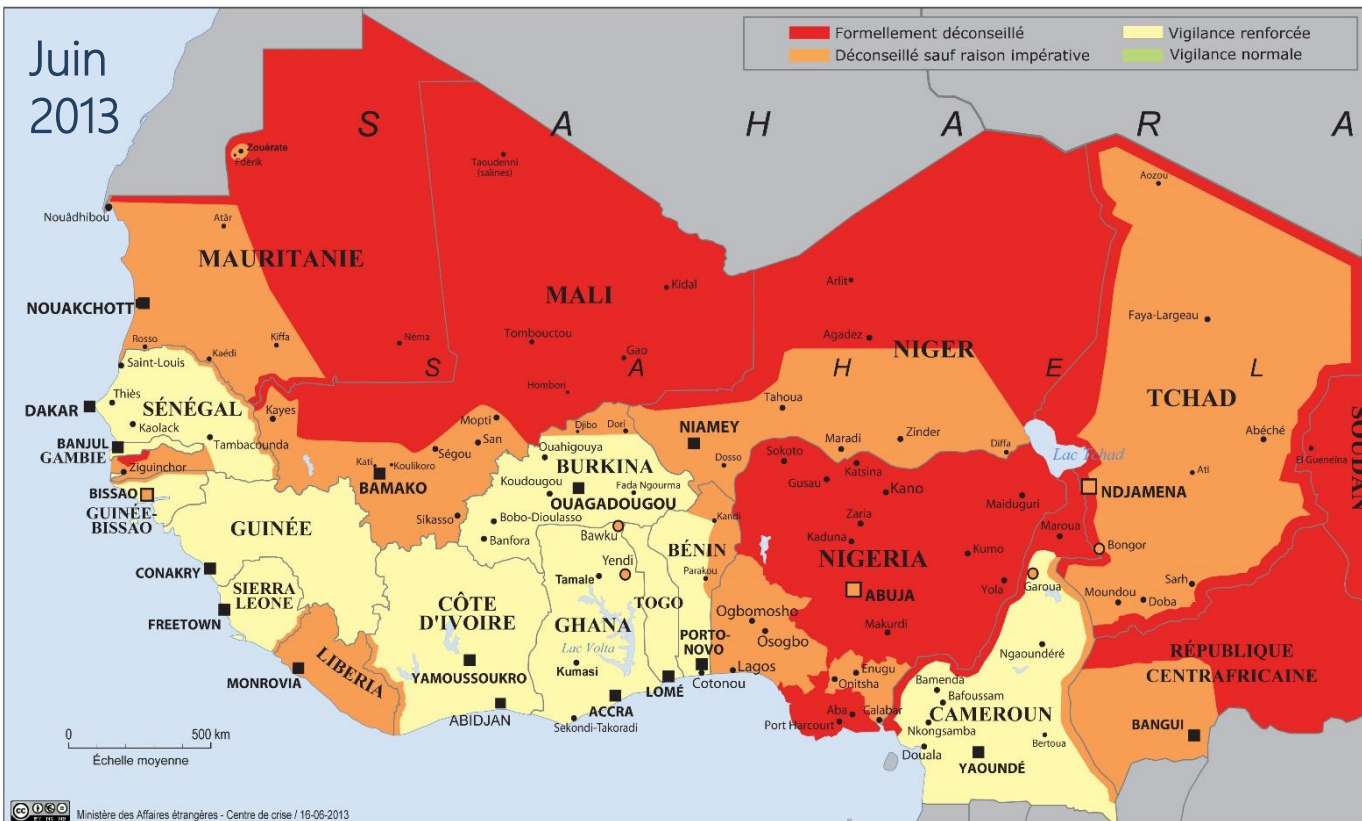 Juin
2013
Formellement déconseillé
Déconseillé sauf raison impérative
Vigilance renforcée
Vigilance normale
S A H A R A
Zouérate
Fdérik
Taoudenni
(salines)
Aozou
Nouâdhibou
Atâr
MAURITANIE
MALI
Kidal
Arlit
NOUAKCHOTT
Faya-Largeau
Rosso
Kiffa
Néma
Tombouctou
Agadez
NIGER
Saint-Louis
Kaédi
Gao
S A H E L
Hombori
TCHAD
SOUDAN
Thiès
DAKAR
SÉNÉGAL
Kayes
Mopti
Tahoua
Kaolack
Tambacounda
BANJUL
GAMBIE
San
Djibo
Dori
NIAMEY
Maradi
Zinder
Diffa
Abéché
Ségou
Ouahigouya
Sokoto
Lac Tchad
El Gueneïna
Ziguinchor
Kati
Koulikoro
BURKINA
Dosso
Katsina
BAMAKO
Koudougou
Fada Ngourma
Gusau
Kano
Ati
BISSAO
GUINÉE-
BISSAO
OUAGADOUGOU
Maiduguri
NDJAMENA
GUINÉE
Sikasso
Bobo-Dioulasso
Kandi
Zaria
Banfora
Bawku
Kaduna
Maroua
BÉNIN
NIGERIA
Kumo
Bongor
CONAKRY
Yendi
Tamale
Parakou
Yola
Garoua
SIERRA
LEONE
ABUJA
Moundou
Doba
Sarh
FREETOWN
CÔTE
D'IVOIRE
GHANA
TOGO
Ogbomosho
Osogbo
Makurdi
Lac Volta
PORTO-
NOVO
Ngaoundéré
RÉPUBLIQUE
CENTRAFRICAINE
LIBERIA
MONROVIA
YAMOUSSOUKRO
Kumasi
LOMÉ
Cotonou
Lagos
Enugu
Onitsha
Bamenda
Bafoussam
ABIDJAN
ACCRA
Sekondi-Takoradi
Aba
Port Harcourt
Calabar
CAMEROUN
Nkongsamba
Bertoua
BANGUI
Douala
YAOUNDÉ
0 500 km
Échelle moyenne
Ministère des Affaires étrangères - Centre de crise / 16-06-2013